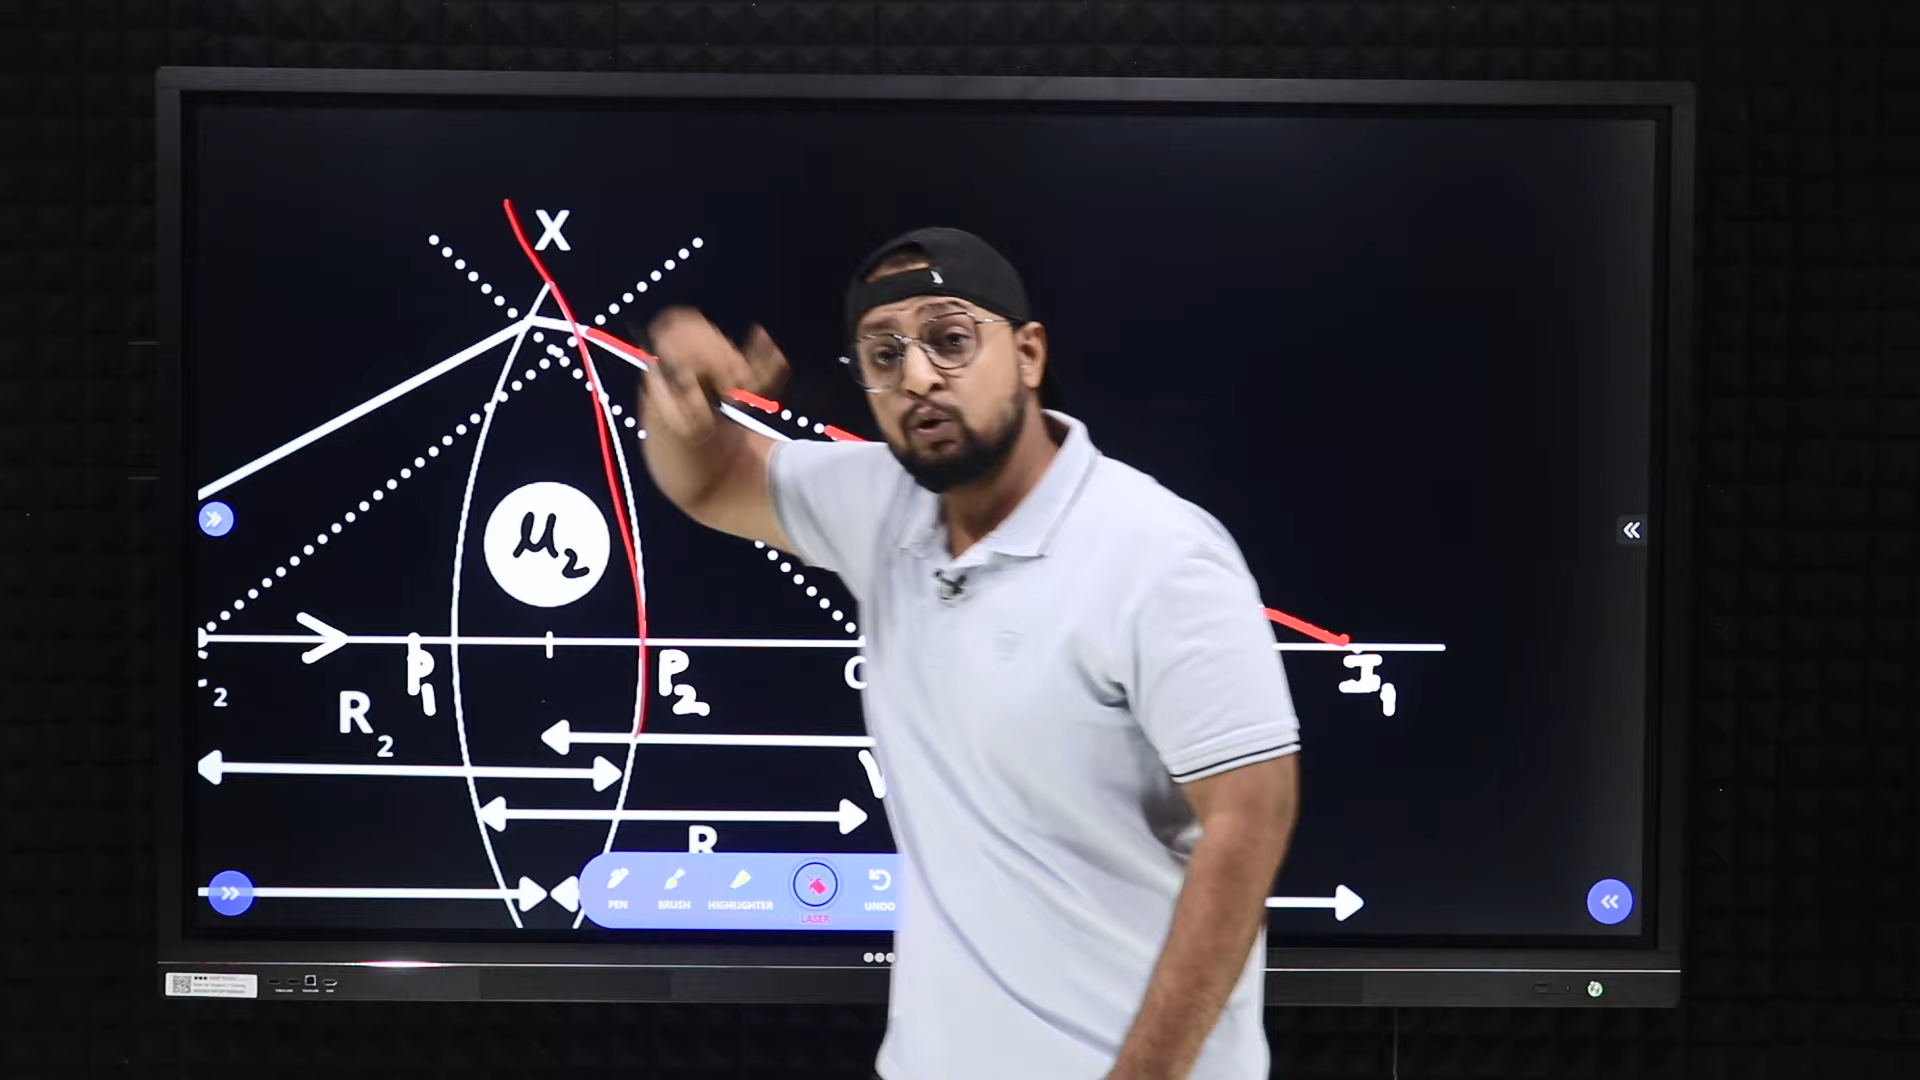 X
μ₂
P₁
P₂
I₁
₂
R₂
R
PEN
BRUSH
HIGHLIGHTER
LASER
UNDO